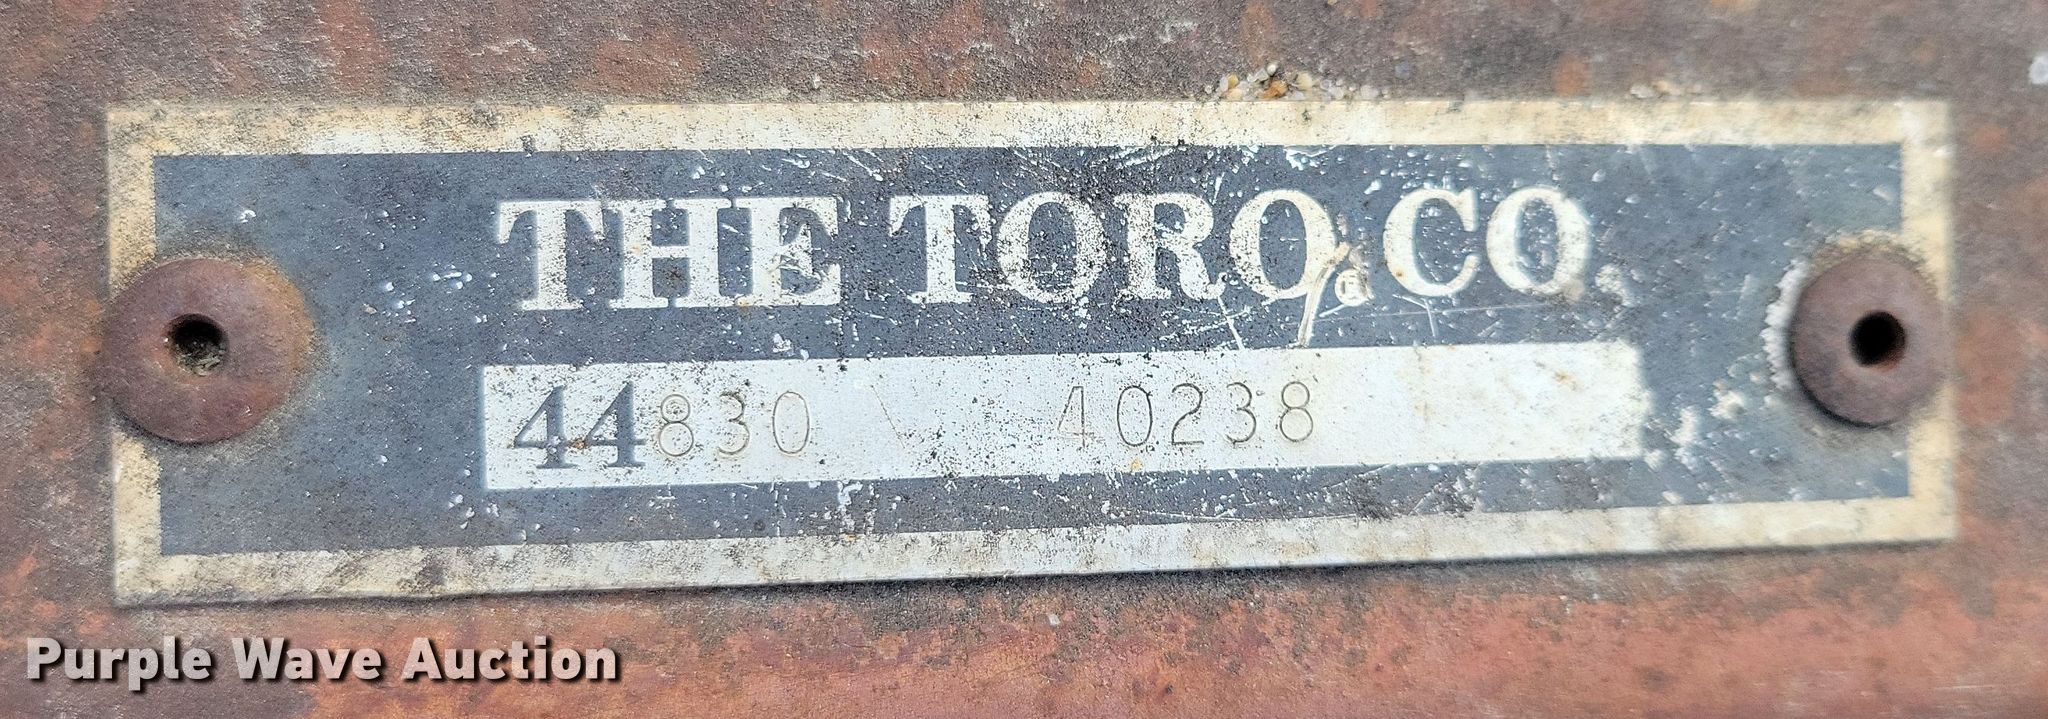 THE TORO. CO
44830 \ 40238
Purple Wave Auction